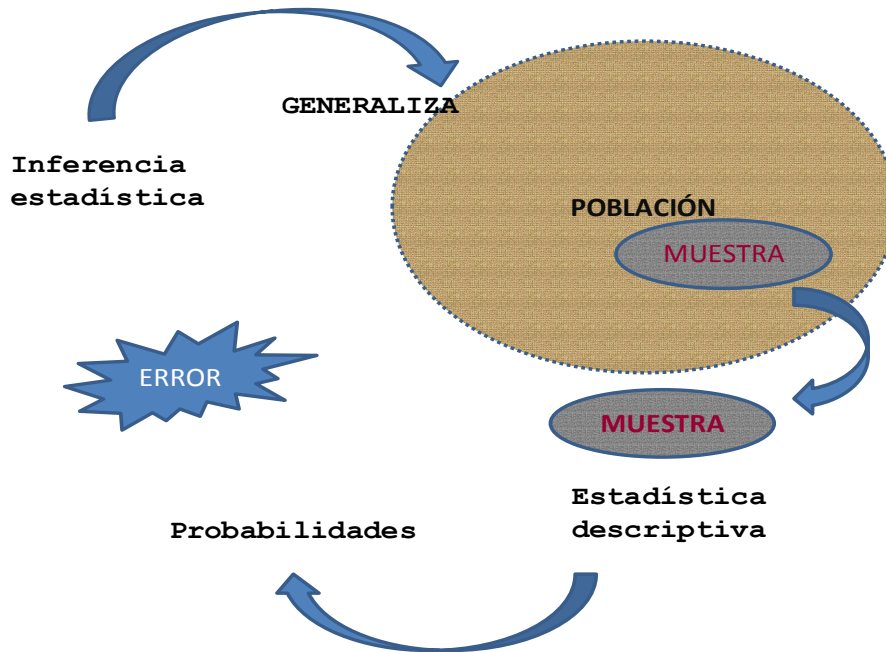 GENERALIZA
Inferencia
estadística
POBLACIÓN
MUESTRA
ERROR
MUESTRA
Estadística
descriptiva
Probabilidades